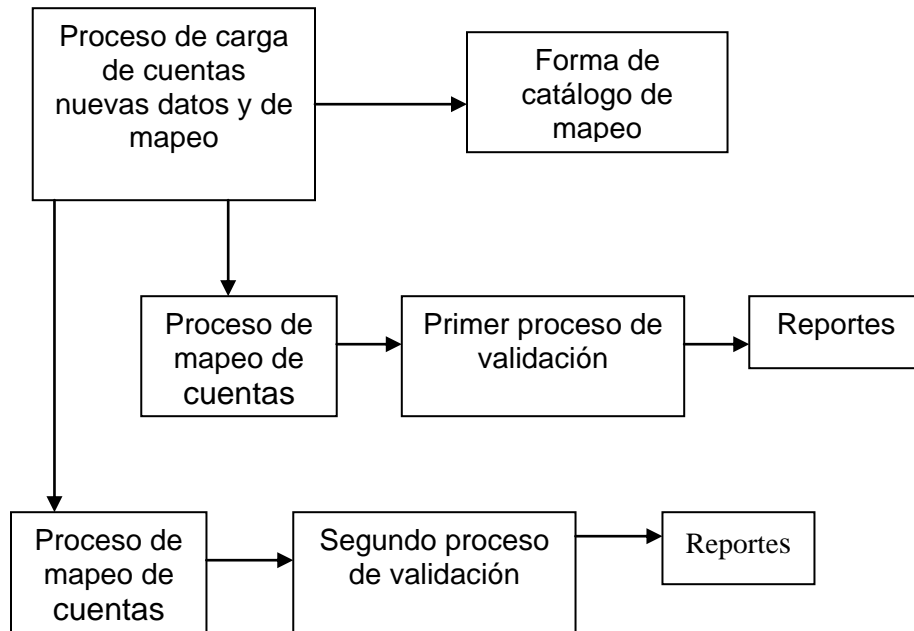 Proceso de carga
de cuentas
nuevas datos y de
mapeo
Forma de
catálogo de
mapeo
Proceso de
mapeo de
cuentas
Primer proceso de
validación
Reportes
Proceso de
mapeo de
cuentas
Segundo proceso
de validación
Reportes